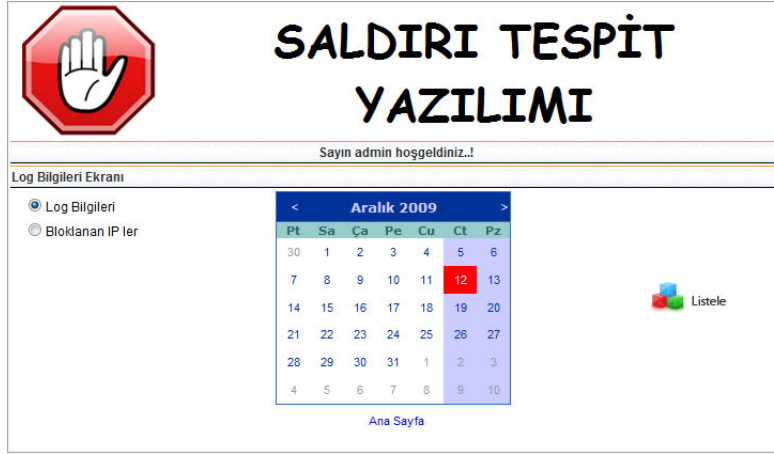 SALDIRI TESPİT
YAZILIMI
Sayın admin hoşgeldiniz..!
Log Bilgileri Ekranı
Log Bilgileri
Bloklanan IP ler
< Aralık 2009 >
Pt Sa Ça Pe Cu Ct Pz
30 1 2 3 4 5 6
7 8 9 10 11 12 13
14 15 16 17 18 19 20
21 22 23 24 25 26 27
28 29 30 31 1 2 3
4 5 6 7 8 9 10
Listele
Ana Sayfa